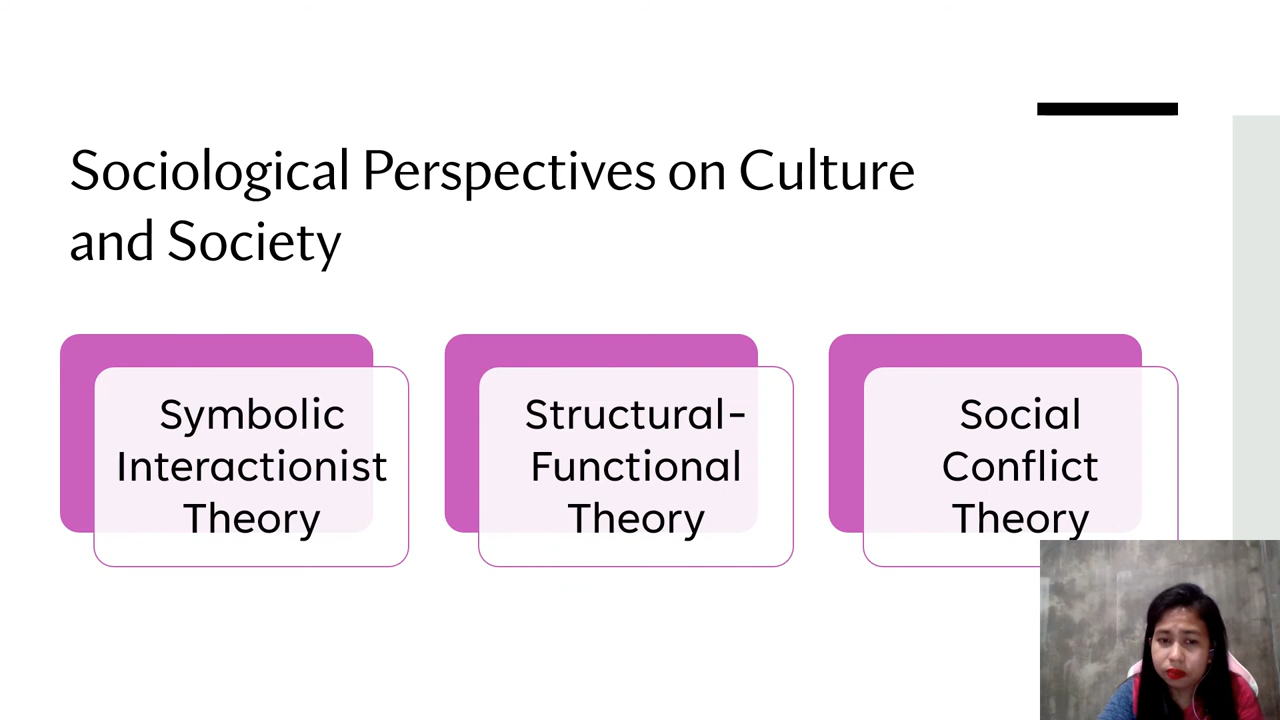 Sociological Perspectives on Culture
and Society
Symbolic
Interactionist
Theory
Structural-
Functional
Theory
Social
Conflict
Theory